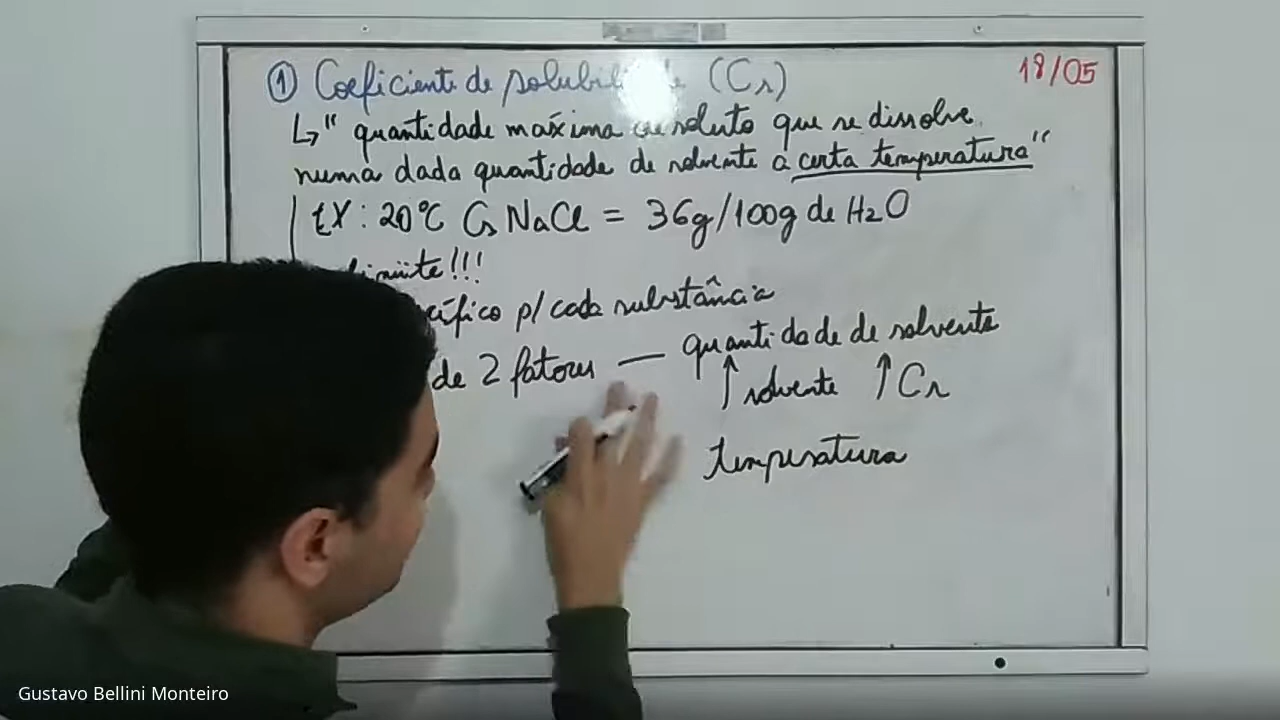 ① Coeficiente de solubilidade (Cs)
18/05
↳ " quantidade máxima de soluto que se dissolve
numa dada quantidade de solvente a certa temperatura"
EX: 20°C Cs NaCl = 36g/100g de H2O
limite!!!
p/ cada substância
de 2 fatores — quantidade de solvente
↑ solvente ↑ Cs
temperatura
Gustavo Bellini Monteiro